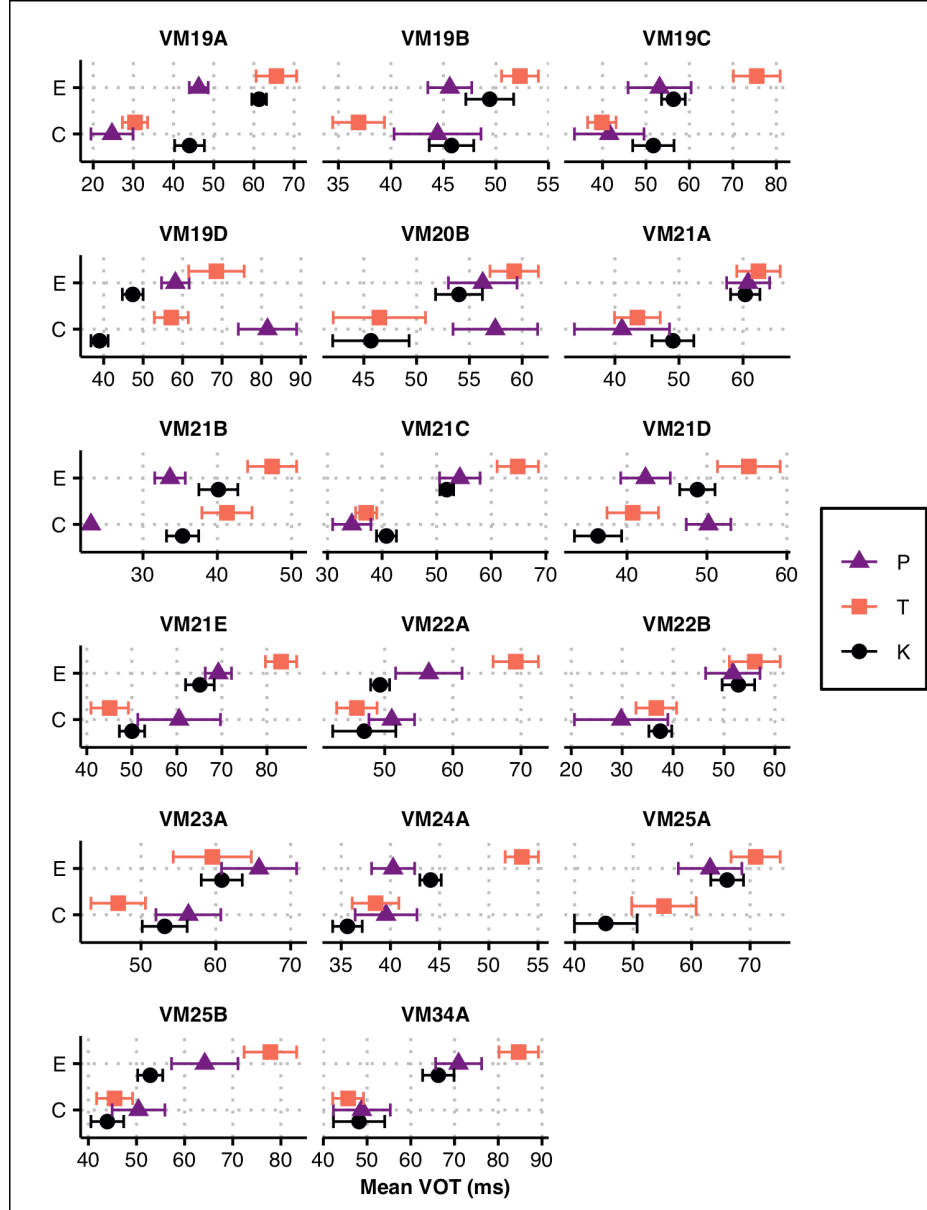 VM19A VM19B VM19C
E
C
20 30 40 50 60 70 35 40 45 50 55 40 50 60 70 80
VM19D VM20B VM21A
E
C
40 50 60 70 80 90 45 50 55 60 40 50 60
VM21B VM21C VM21D
E
C
30 40 50 30 40 50 60 70 40 50 60
P
T
K
VM21E VM22A VM22B
E
C
40 50 60 70 80 50 60 70 20 30 40 50 60
VM23A VM24A VM25A
E
C
50 60 70 35 40 45 50 55 40 50 60 70
VM25B VM34A
E
C
40 50 60 70 80 40 50 60 70 80 90
Mean VOT (ms)